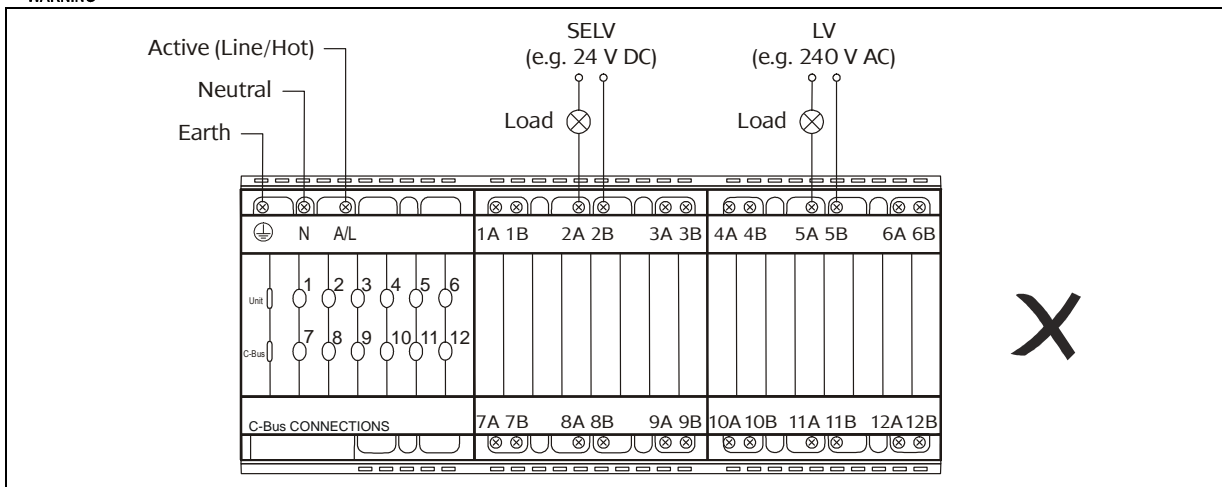 WARNING
SELV
(e.g. 24 V DC)
LV
(e.g. 240 V AC)
Active (Line/Hot)
Neutral
Earth
Load
Load
N A/L
1A 1B 2A 2B 3A 3B 4A 4B 5A 5B 6A 6B
Unit 1 2 3 4 5 6
C-Bus 7 8 9 10 11 12
C-Bus CONNECTIONS
7A 7B 8A 8B 9A 9B 10A 10B 11A 11B 12A 12B